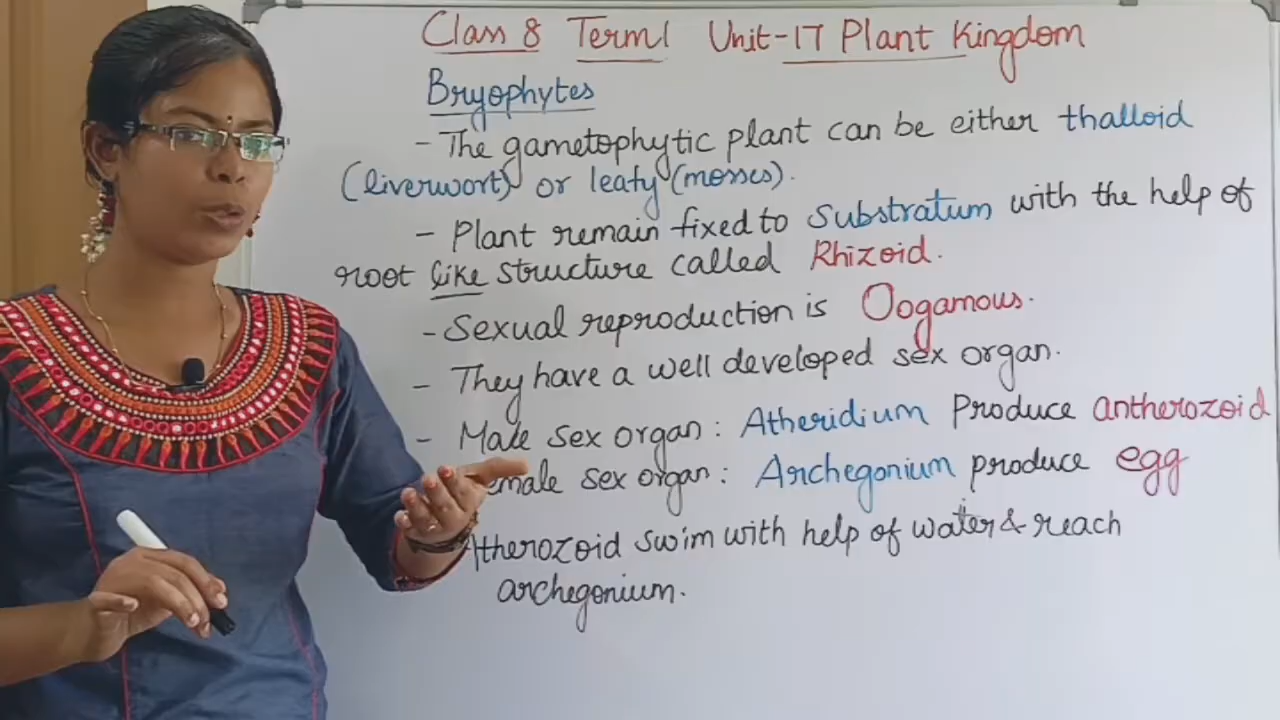 Class 8 Term 1 Unit-17 Plant Kingdom
Bryophytes
- The gametophytic plant can be either thalloid
(liverwort) or leafy (mosses).
- Plant remain fixed to Substratum with the help of
root like structure called Rhizoid.
- Sexual reproduction is Oogamous.
- They have a well developed sex organ.
- Male sex organ : Atheridium Produce antherozoid
emale sex organ : Archegonium produce egg
Atherozoid swim with help of water & reach
archegonium.